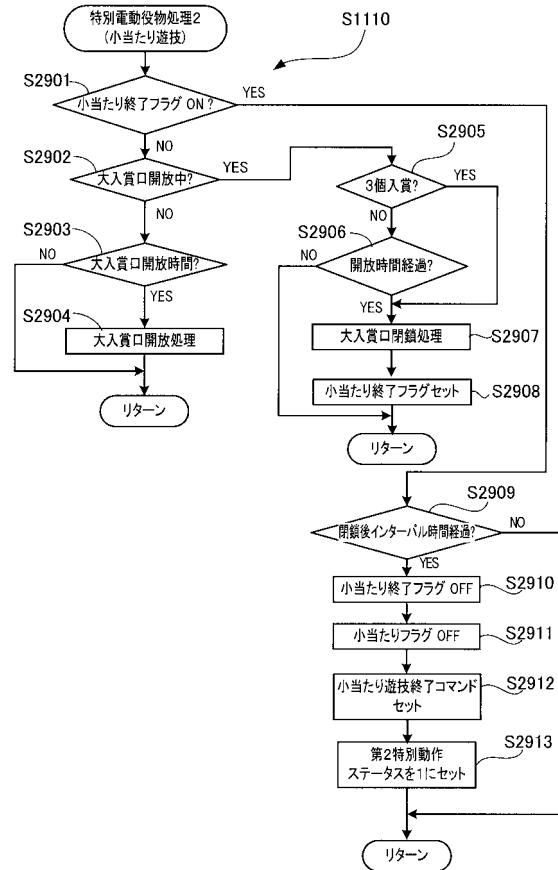 特別電動役物処理2
(小当たり遊技)
S1110
S2901
小当たり終了フラグ ON?
YES
NO
S2902
大入賞口開放中?
YES
NO
S2903
大入賞口開放時間?
NO
YES
S2904
大入賞口開放処理
リターン
S2905
3個入賞?
YES
NO
S2906
開放時間経過?
NO
YES
大入賞口閉鎖処理
S2907
小当たり終了フラグセット
S2908
リターン
S2909
閉鎖後インターバル時間経過?
NO
YES
小当たり終了フラグ OFF
S2910
小当たりフラグ OFF
S2911
小当たり遊技終了コマンド
セット
S2912
第2特別動作
ステータスを1にセット
S2913
リターン